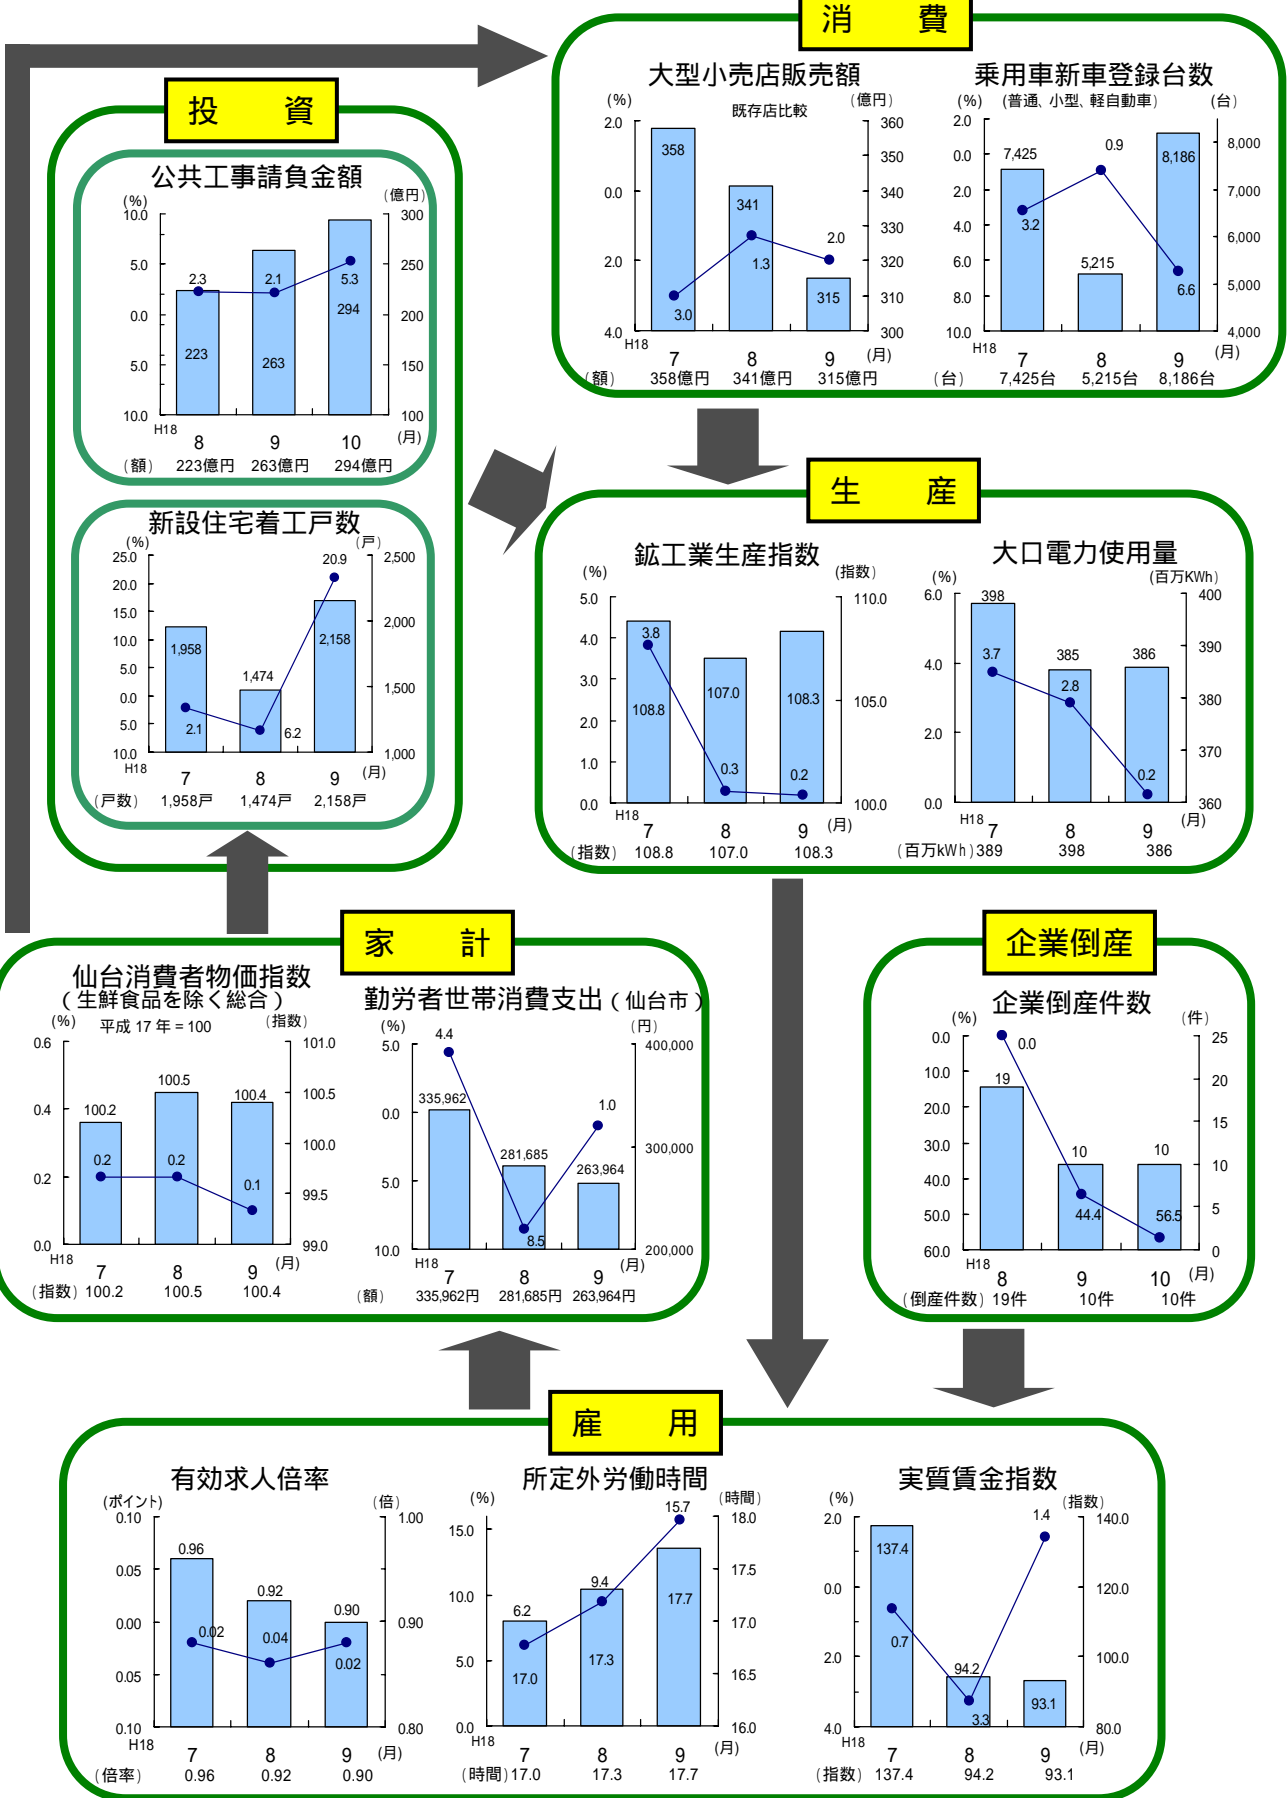 消　費
大型小売店販売額
(%)
既存店比較
(億円)
2.0
0.0
2.0
4.0
360
350
340
330
320
310
300
358
341
315
3.0
1.3
2.0
H18
7
8
9
(月)
(額)
358億円
341億円
315億円
乗用車新車登録台数
(%)
(普通、小型、軽自動車)
(台)
2.0
0.0
2.0
4.0
6.0
8.0
10.0
8,000
7,000
6,000
5,000
4,000
7,425
5,215
8,186
3.2
0.9
6.6
H18
7
8
9
(月)
(台)
7,425台
5,215台
8,186台
投　資
公共工事請負金額
(%)
(億円)
10.0
5.0
0.0
5.0
10.0
300
250
200
150
100
2.3
2.1
5.3
223
263
294
H18
8
9
10
(月)
(額)
223億円
263億円
294億円
新設住宅着工戸数
(%)
(戸)
25.0
20.0
15.0
10.0
5.0
0.0
5.0
10.0
2,500
2,000
1,500
1,000
1,958
1,474
2,158
2.1
6.2
20.9
H18
7
8
9
(月)
(戸数)
1,958戸
1,474戸
2,158戸
生　産
鉱工業生産指数
(%)
(指数)
5.0
4.0
3.0
2.0
1.0
0.0
110.0
105.0
100.0
3.8
0.3
0.2
108.8
107.0
108.3
H18
7
8
9
(月)
(指数)
108.8
107.0
108.3
大口電力使用量
(%)
(百万KWh)
6.0
4.0
2.0
0.0
400
390
380
370
360
398
385
386
3.7
2.8
0.2
H18
7
8
9
(月)
(百万kWh)
389
398
386
家　計
仙台消費者物価指数
(生鮮食品を除く総合)
(%)
平成 17 年 = 100
(指数)
0.6
0.4
0.2
0.0
101.0
100.5
100.0
99.5
99.0
100.2
100.5
100.4
0.2
0.2
0.1
H18
7
8
9
(月)
(指数)
100.2
100.5
100.4
勤労者世帯消費支出(仙台市)
(%)
(円)
5.0
0.0
5.0
10.0
400,000
300,000
200,000
4.4
8.5
1.0
335,962
281,685
263,964
H18
7
8
9
(月)
(額)
335,962円
281,685円
263,964円
企業倒産
企業倒産件数
(%)
(件)
0.0
10.0
20.0
30.0
40.0
50.0
60.0
25
20
15
10
5
0
0.0
44.4
56.5
19
10
10
H18
8
9
10
(月)
(倒産件数)
19件
10件
10件
雇　用
有効求人倍率
(ポイント)
(倍)
0.10
0.05
0.00
0.05
0.10
1.00
0.90
0.80
0.96
0.92
0.90
0.02
0.04
0.02
H18
7
8
9
(月)
(倍率)
0.96
0.92
0.90
所定外労働時間
(%)
(時間)
15.0
10.0
5.0
0.0
18.0
17.5
17.0
16.5
16.0
6.2
9.4
15.7
17.0
17.3
17.7
H18
7
8
9
(月)
(時間)
17.0
17.3
17.7
実質賃金指数
(%)
(指数)
2.0
0.0
2.0
4.0
140.0
120.0
100.0
80.0
137.4
94.2
93.1
0.7
3.3
1.4
H18
7
8
9
(月)
(指数)
137.4
94.2
93.1